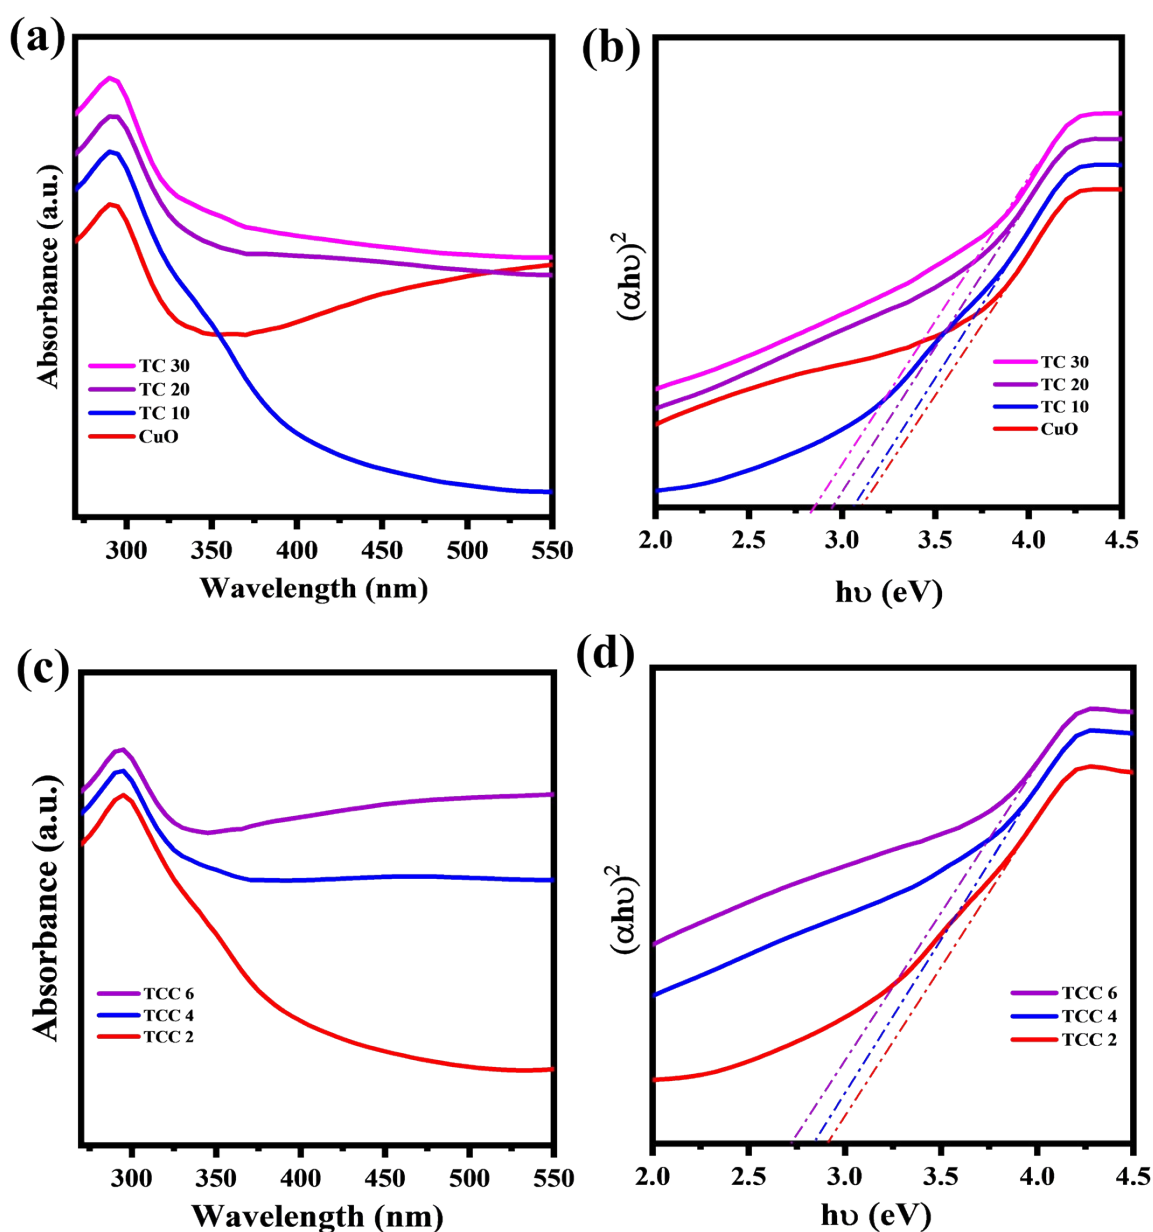 (a)
Absorbance (a.u.)
TC 30
TC 20
TC 10
CuO
300 350 400 450 500 550
Wavelength (nm)
(b)
(αhυ)²
TC 30
TC 20
TC 10
CuO
2.0 2.5 3.0 3.5 4.0 4.5
hυ (eV)
(c)
Absorbance (a.u.)
TCC 6
TCC 4
TCC 2
300 350 400 450 500 550
Wavelength (nm)
(d)
(αhυ)²
TCC 6
TCC 4
TCC 2
2.0 2.5 3.0 3.5 4.0 4.5
hυ (eV)